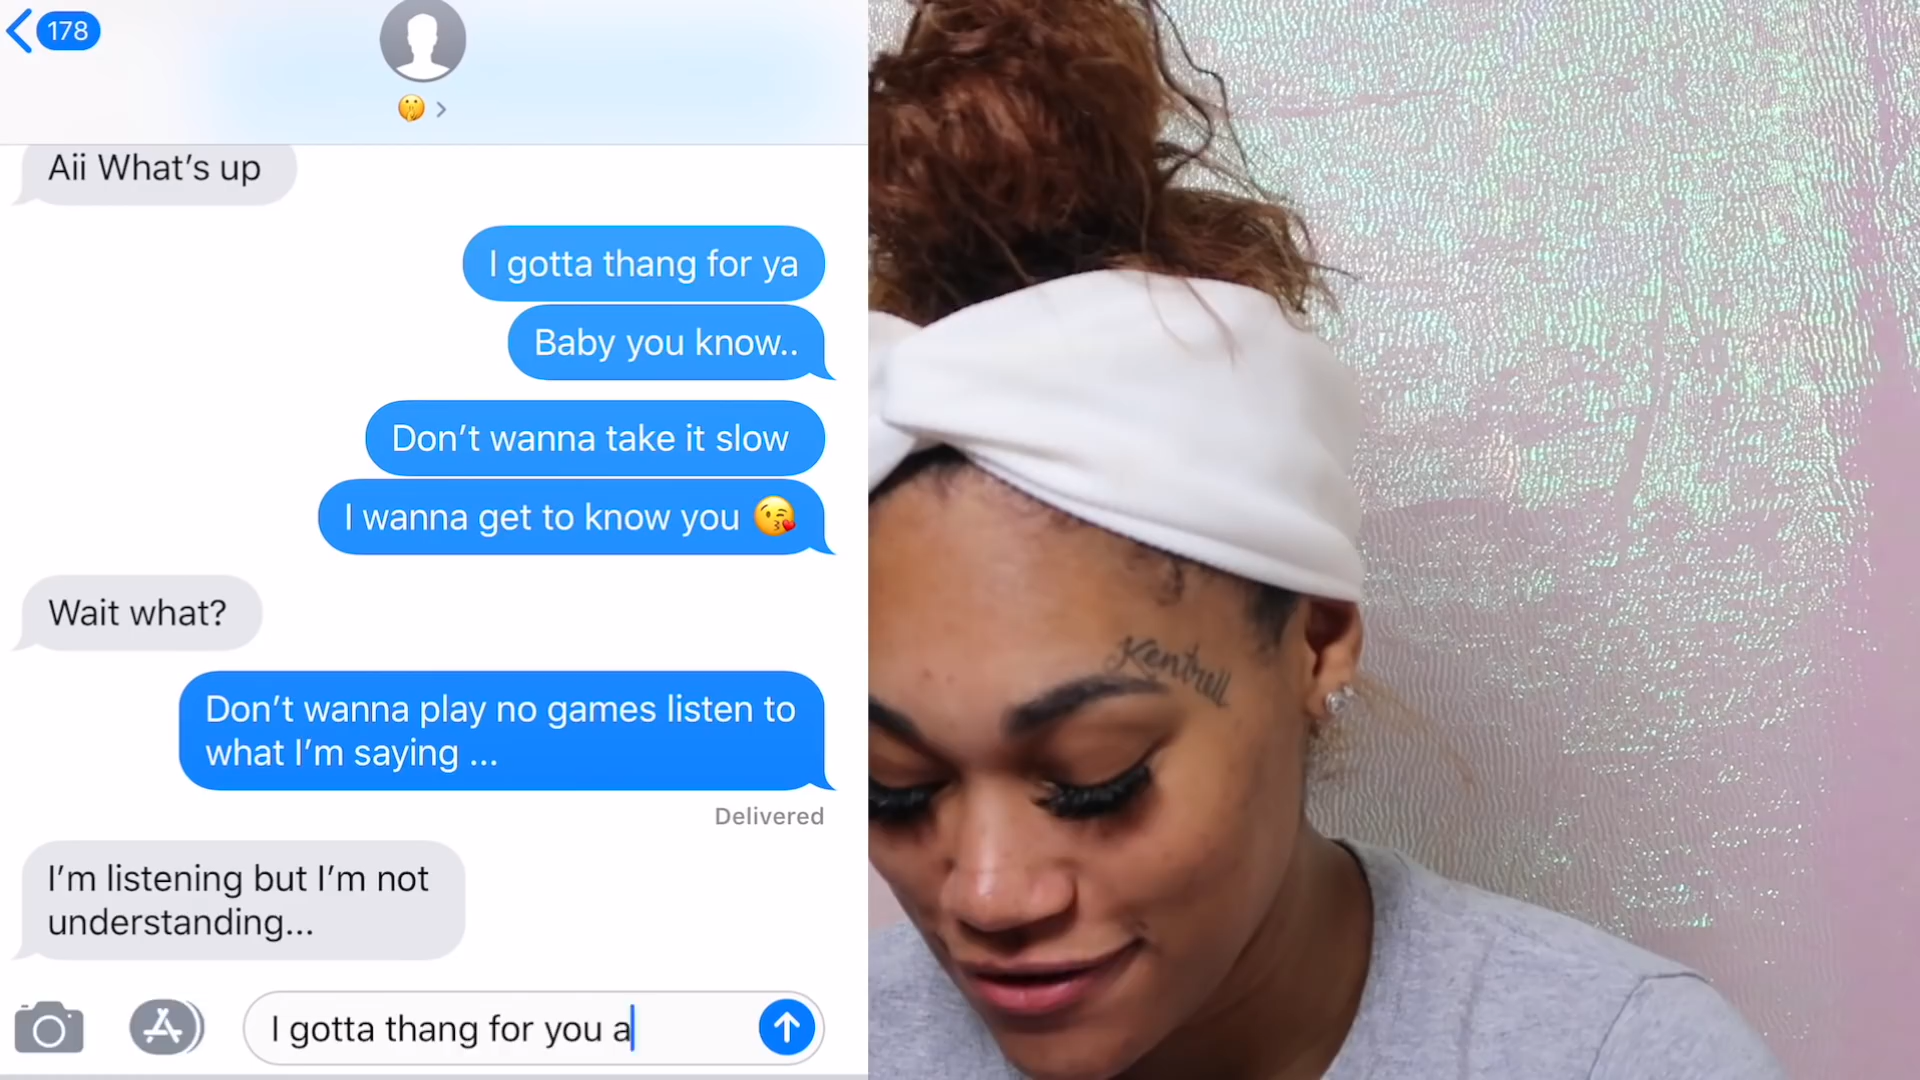 178
Aii What’s up
I gotta thang for ya
Baby you know..
Don’t wanna take it slow
I wanna get to know you 😘
Wait what?
Don’t wanna play no games listen to
what I’m saying ...
Delivered
I’m listening but I’m not
understanding...
I gotta thang for you a
Kentrell